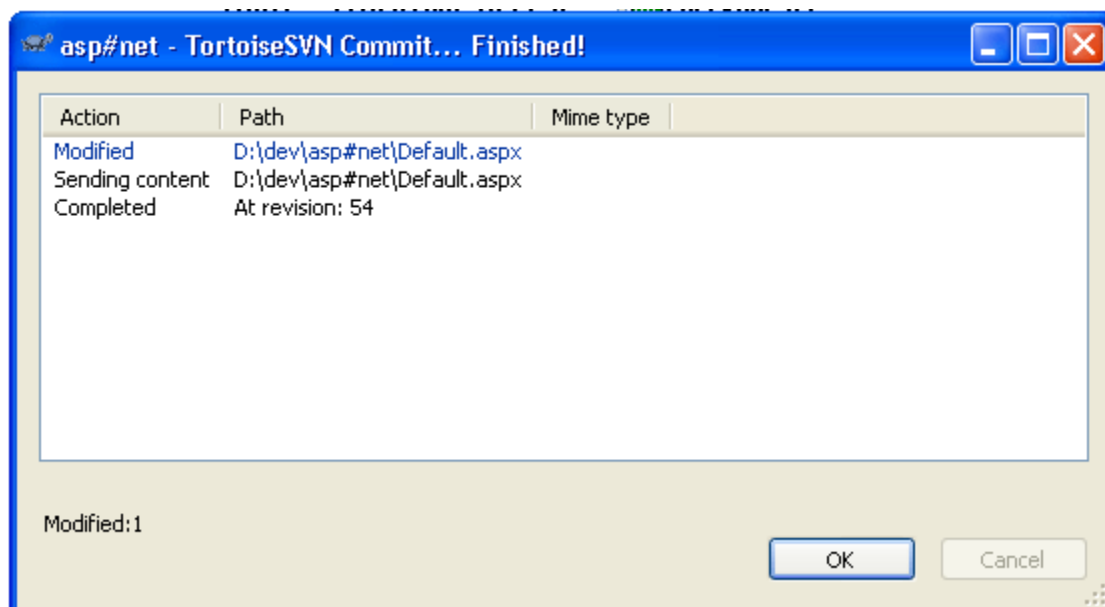 asp#net - TortoiseSVN Commit... Finished!
Action Path Mime type
Modified D:\dev\asp#net\Default.aspx
Sending content D:\dev\asp#net\Default.aspx
Completed At revision: 54
Modified:1
OK Cancel